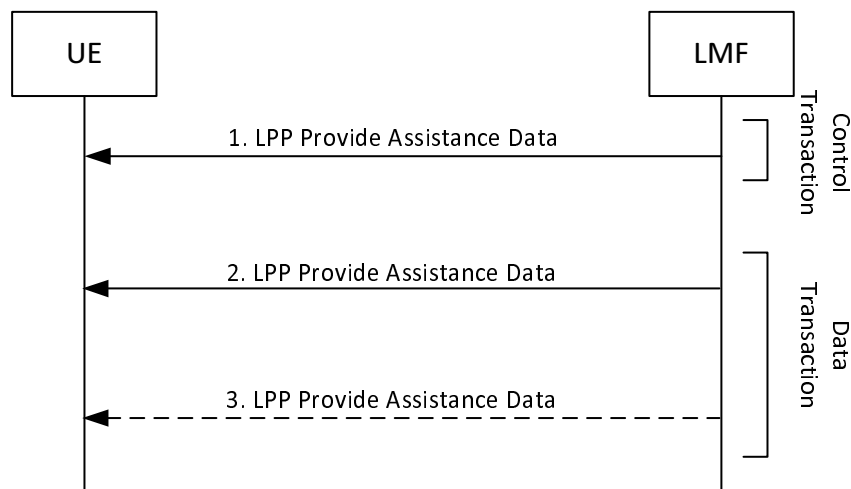 UE
LMF
1. LPP Provide Assistance Data
Control
Transaction
2. LPP Provide Assistance Data
Data
Transaction
3. LPP Provide Assistance Data